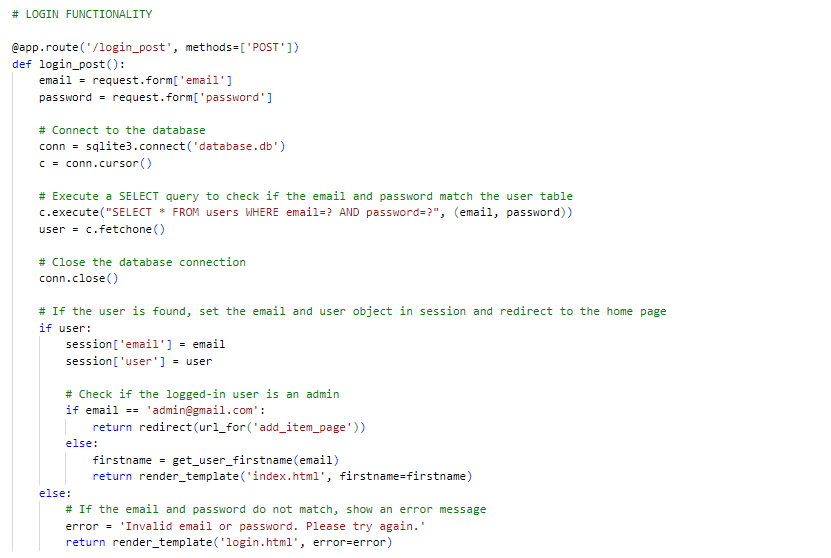 # LOGIN FUNCTIONALITY
@app.route('/login_post', methods=['POST'])
def login_post():
    email = request.form['email']
    password = request.form['password']
    # Connect to the database
    conn = sqlite3.connect('database.db')
    c = conn.cursor()
    # Execute a SELECT query to check if the email and password match the user table
    c.execute("SELECT * FROM users WHERE email=? AND password=?", (email, password))
    user = c.fetchone()
    # Close the database connection
    conn.close()
    # If the user is found, set the email and user object in session and redirect to the home page
    if user:
        session['email'] = email
        session['user'] = user
        # Check if the logged-in user is an admin
        if email == 'admin@gmail.com':
            return redirect(url_for('add_item_page'))
        else:
            firstname = get_user_firstname(email)
            return render_template('index.html', firstname=firstname)
    else:
        # If the email and password do not match, show an error message
        error = 'Invalid email or password. Please try again.'
        return render_template('login.html', error=error)